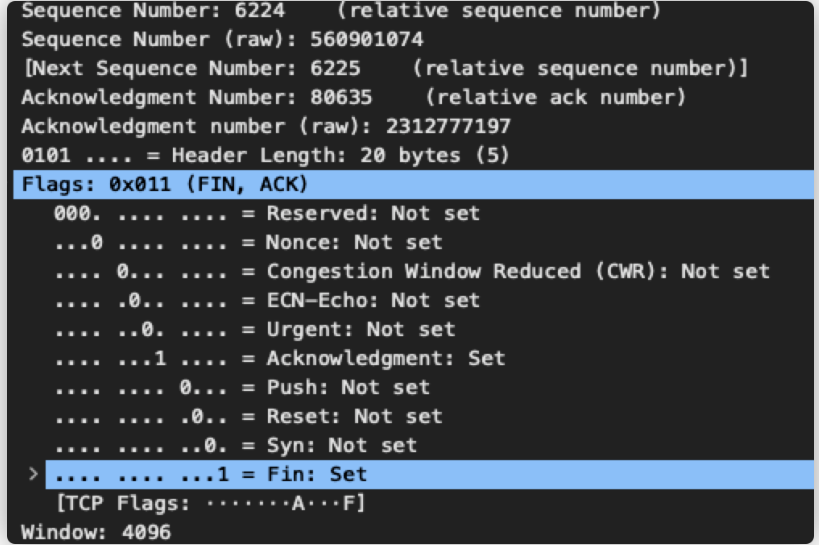 Sequence Number: 6224    (relative sequence number)
Sequence Number (raw): 560901074
[Next Sequence Number: 6225    (relative sequence number)]
Acknowledgment Number: 80635    (relative ack number)
Acknowledgment number (raw): 2312777197
0101 .... = Header Length: 20 bytes (5)
Flags: 0x011 (FIN, ACK)
000. .... .... = Reserved: Not set
...0 .... .... = Nonce: Not set
.... 0... .... = Congestion Window Reduced (CWR): Not set
.... .0.. .... = ECN-Echo: Not set
.... ..0. .... = Urgent: Not set
.... ...1 .... = Acknowledgment: Set
.... .... 0... = Push: Not set
.... .... .0.. = Reset: Not set
.... .... ..0. = Syn: Not set
> .... .... ...1 = Fin: Set
[TCP Flags: ·······A···F]
Window: 4096